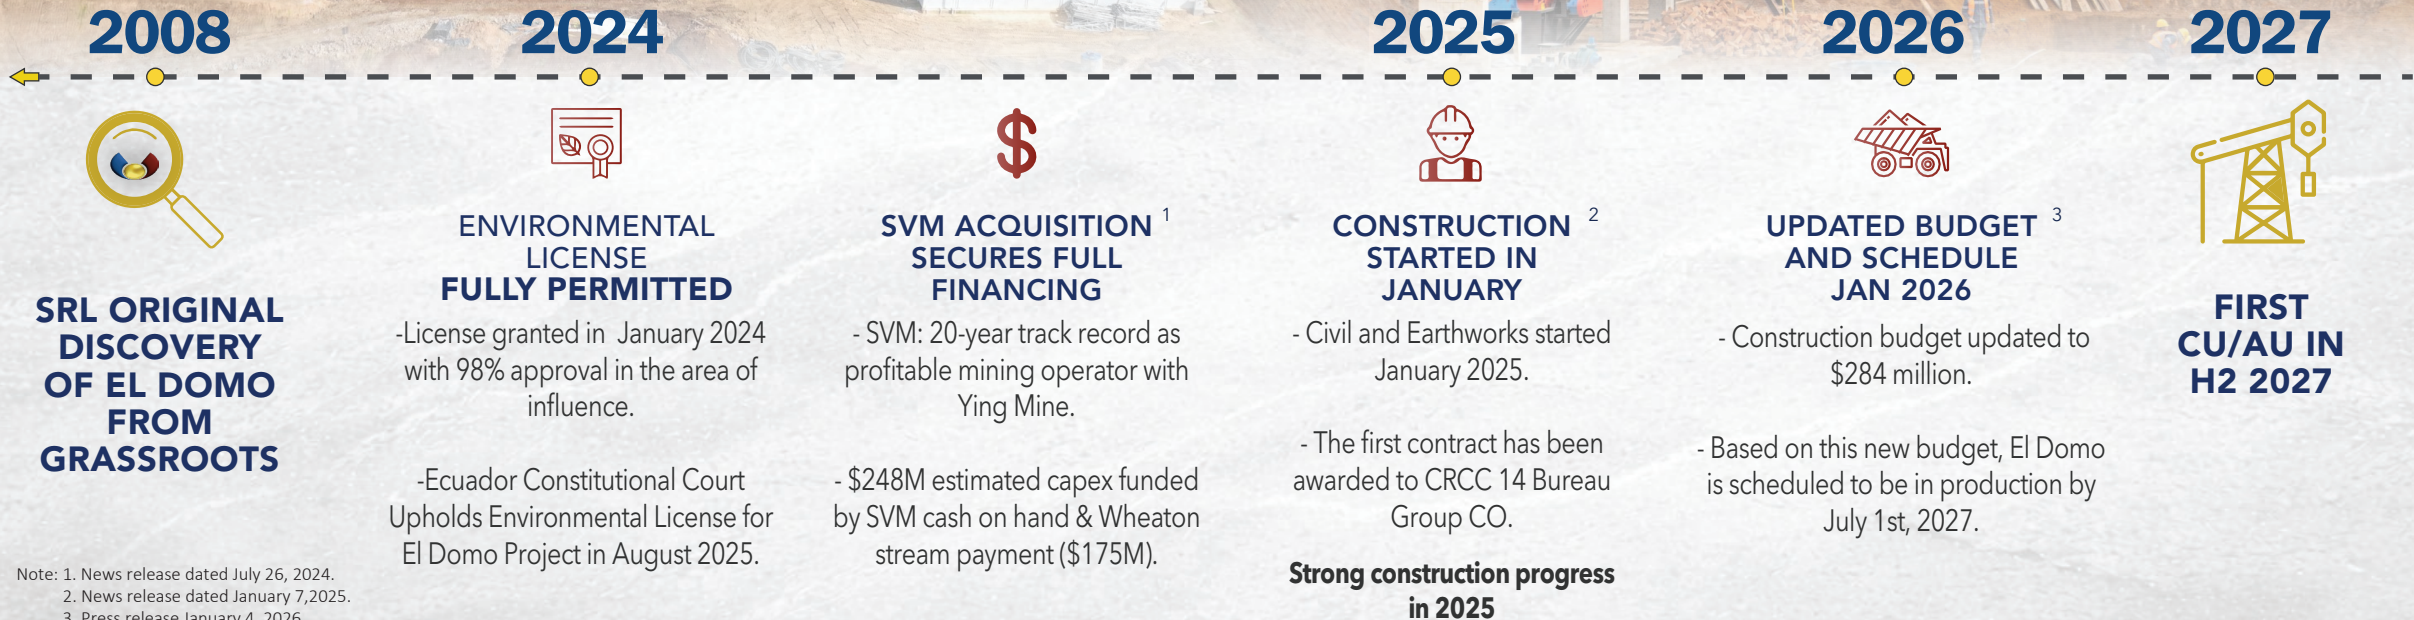 2008
2024
2025
2026
2027
SRL ORIGINAL
DISCOVERY
OF EL DOMO
FROM
GRASSROOTS
ENVIRONMENTAL
LICENSE
FULLY PERMITTED
-License granted in January 2024
with 98% approval in the area of
influence.
-Ecuador Constitutional Court
Upholds Environmental License for
El Domo Project in August 2025.
$
SVM ACQUISITION 1
SECURES FULL
FINANCING
- SVM: 20-year track record as
profitable mining operator with
Ying Mine.
- $248M estimated capex funded
by SVM cash on hand & Wheaton
stream payment ($175M).
CONSTRUCTION 2
STARTED IN
JANUARY
- Civil and Earthworks started
January 2025.
- The first contract has been
awarded to CRCC 14 Bureau
Group CO.
Strong construction progress
in 2025
UPDATED BUDGET 3
AND SCHEDULE
JAN 2026
- Construction budget updated to
$284 million.
- Based on this new budget, El Domo
is scheduled to be in production by
July 1st, 2027.
FIRST
CU/AU IN
H2 2027
Note: 1. News release dated July 26, 2024.
2. News release dated January 7,2025.
3. Press release January 4, 2026